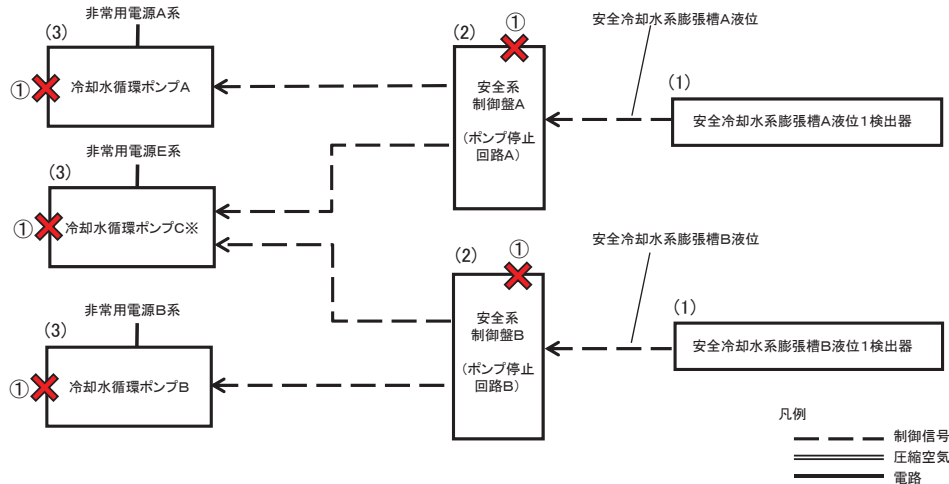 非常用電源A系
(3)
①
冷却水循環ポンプA
(2)
①
安全系
制御盤A
(ポンプ停止
回路A)
安全冷却水系膨張槽A液位
(1)
安全冷却水系膨張槽A液位1検出器
非常用電源E系
(3)
①
冷却水循環ポンプC※
(2)
①
安全系
制御盤B
(ポンプ停止
回路B)
安全冷却水系膨張槽B液位
(1)
安全冷却水系膨張槽B液位1検出器
非常用電源B系
(3)
①
冷却水循環ポンプB
凡例
制御信号
圧縮空気
電路